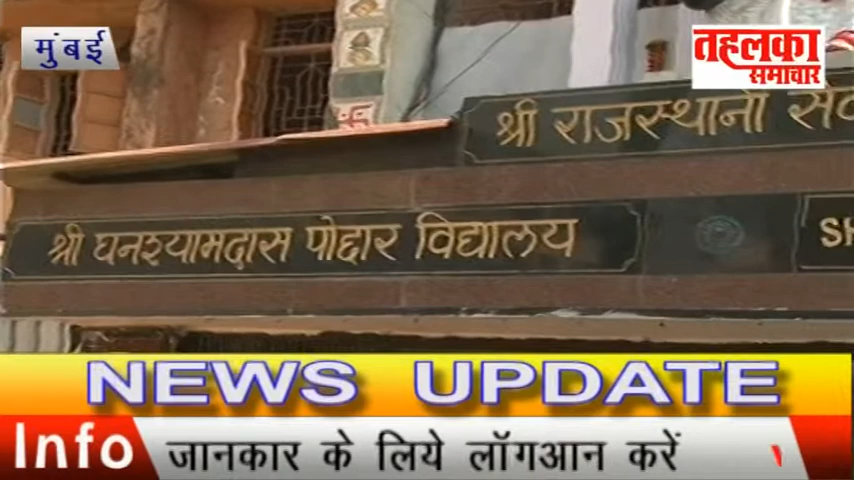 मुंबई
तहलका
समाचार
श्री राजस्थानी
श्री घनश्यामदास पोद्दार विद्यालय
NEWS UPDATE
Info
जानकार के लिये लॉगआन करें